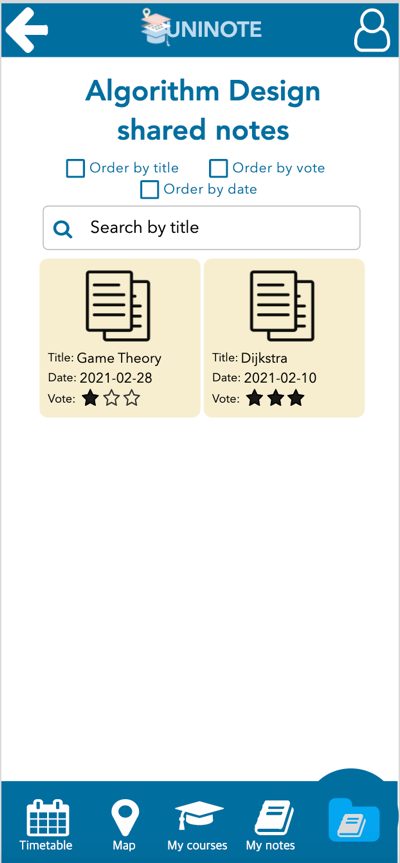 UNINOTE
Algorithm Design
shared notes
Order by title Order by vote
Order by date
Search by title
Title: Game Theory
Date: 2021-02-28
Vote:
Title: Dijkstra
Date: 2021-02-10
Vote:
Timetable Map My courses My notes